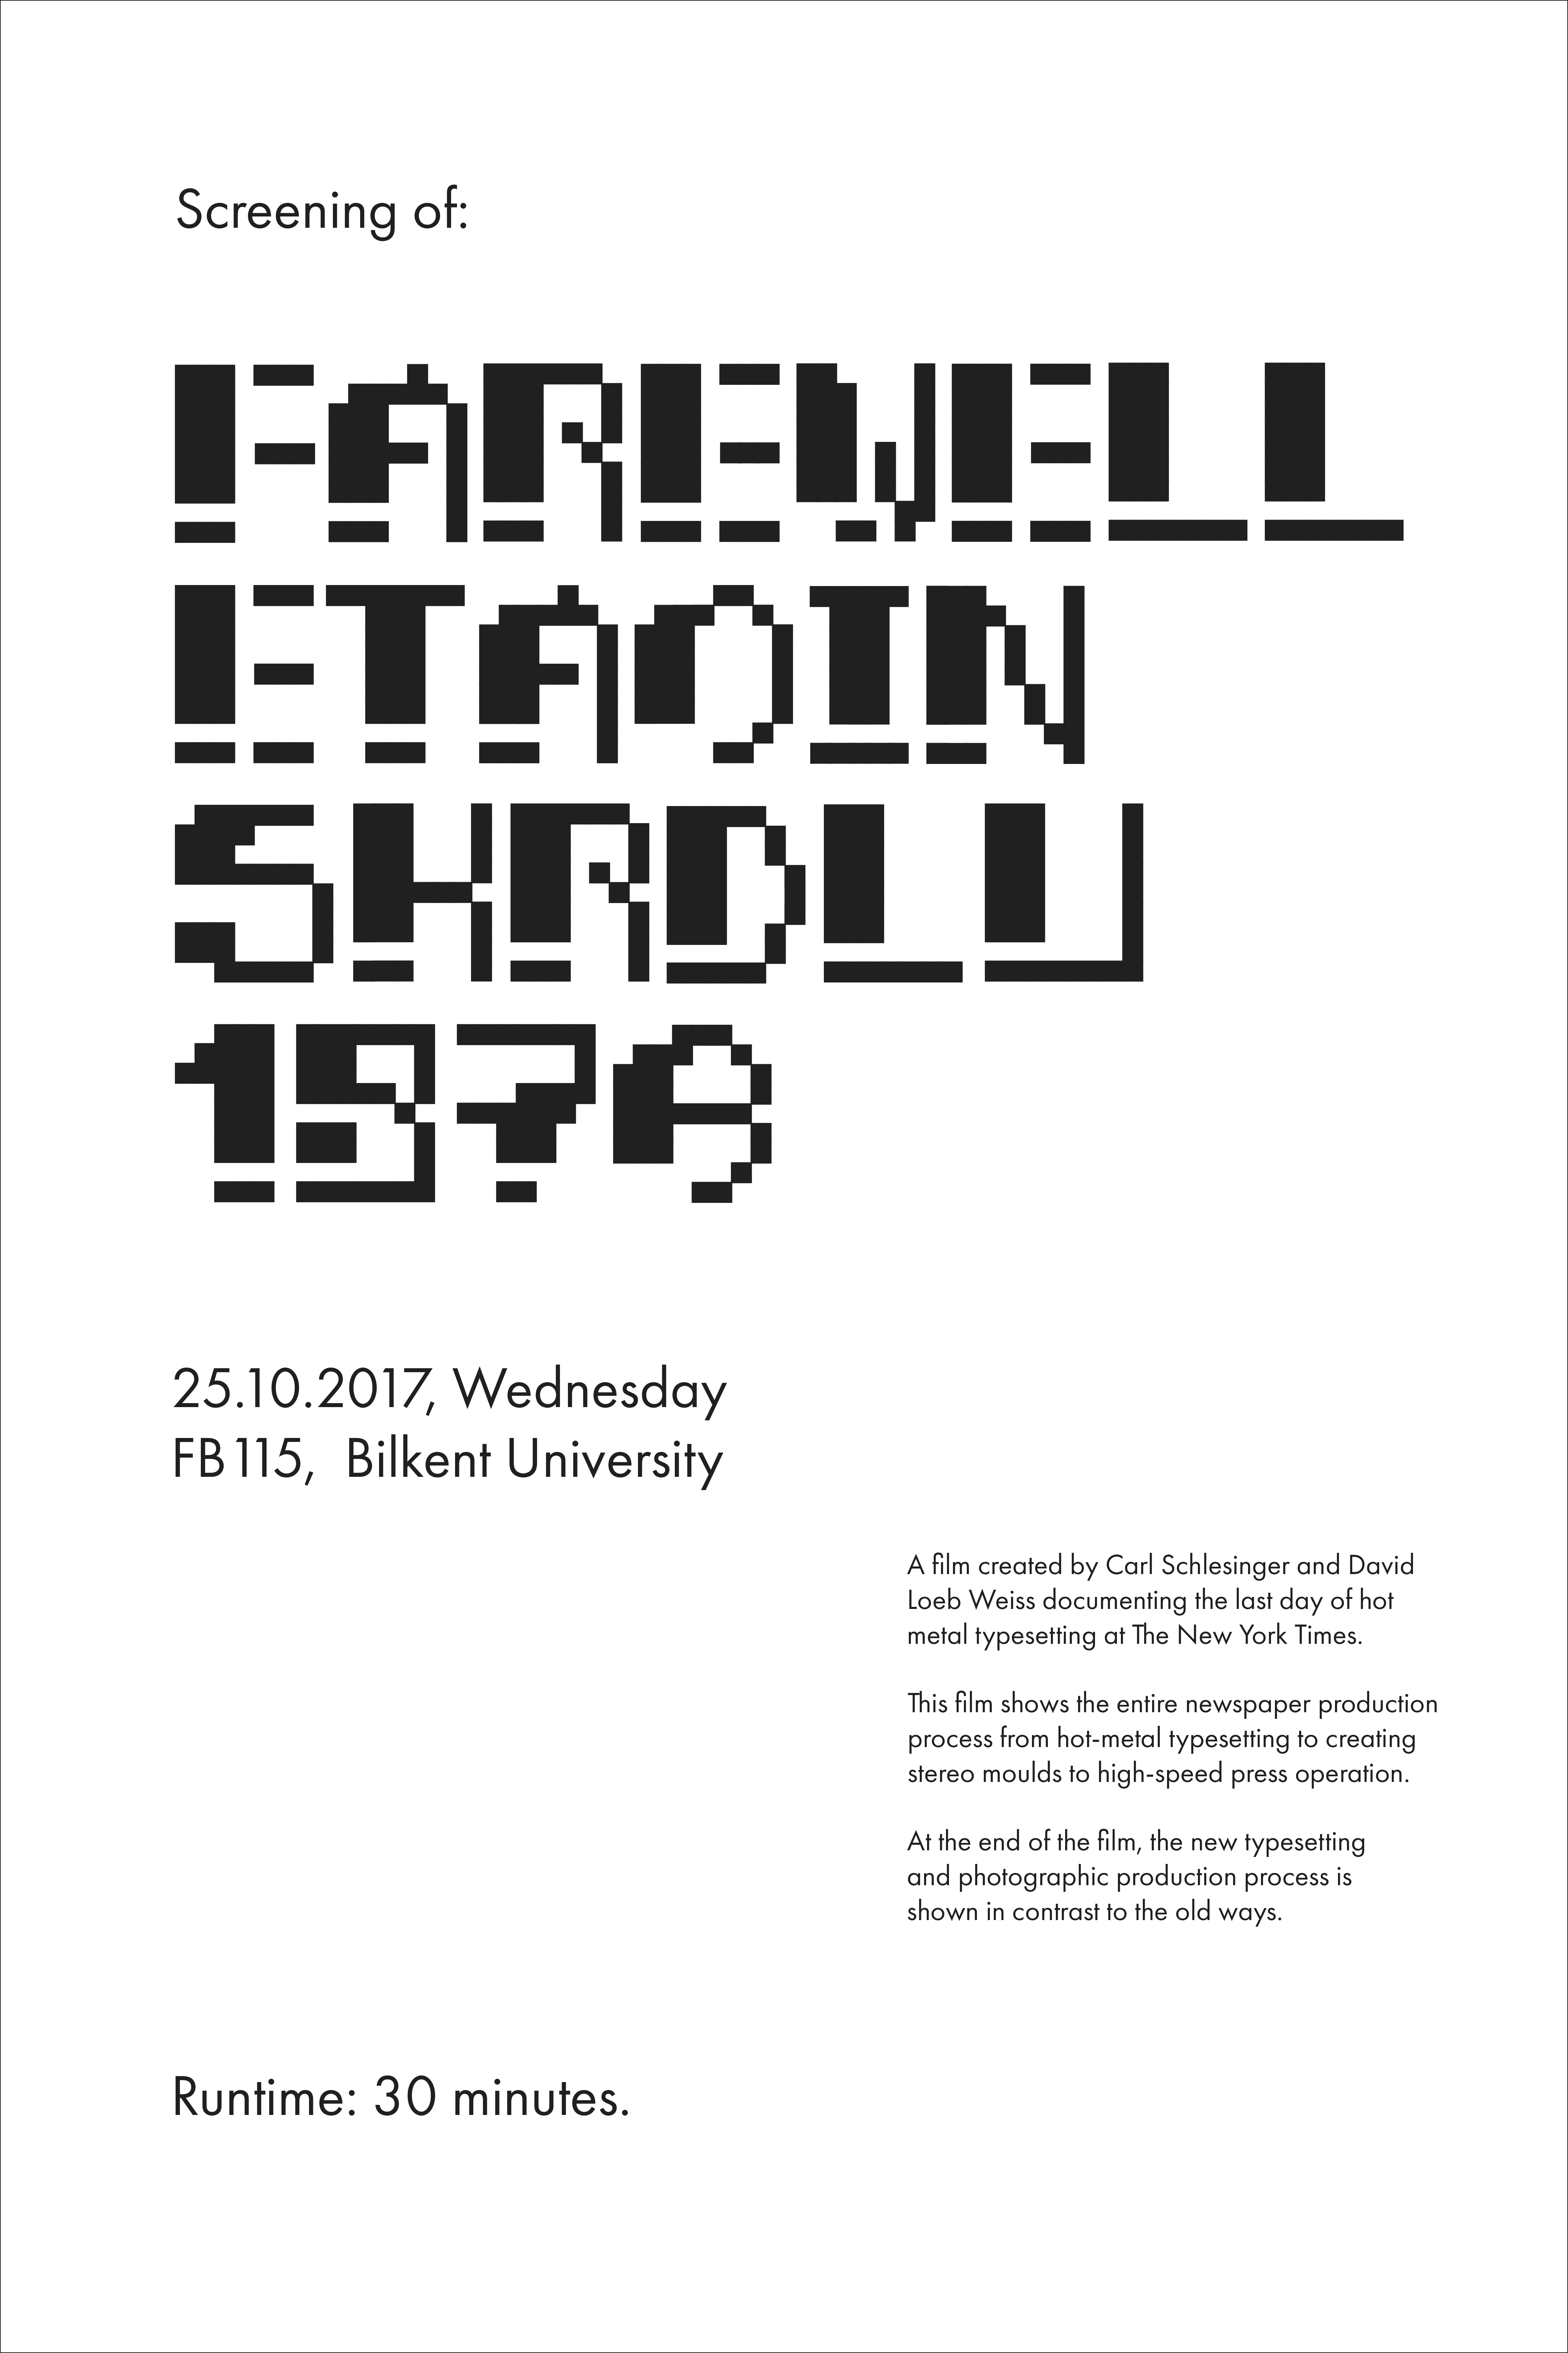 Screening of:
FAREWELL
ETAOIN
SHRDLU
1978
25.10.2017, Wednesday
FB115, Bilkent University
A film created by Carl Schlesinger and David
Loeb Weiss documenting the last day of hot
metal typesetting at The New York Times.
This film shows the entire newspaper production
process from hot-metal typesetting to creating
stereo moulds to high-speed press operation.
At the end of the film, the new typesetting
and photographic production process is
shown in contrast to the old ways.
Runtime: 30 minutes.